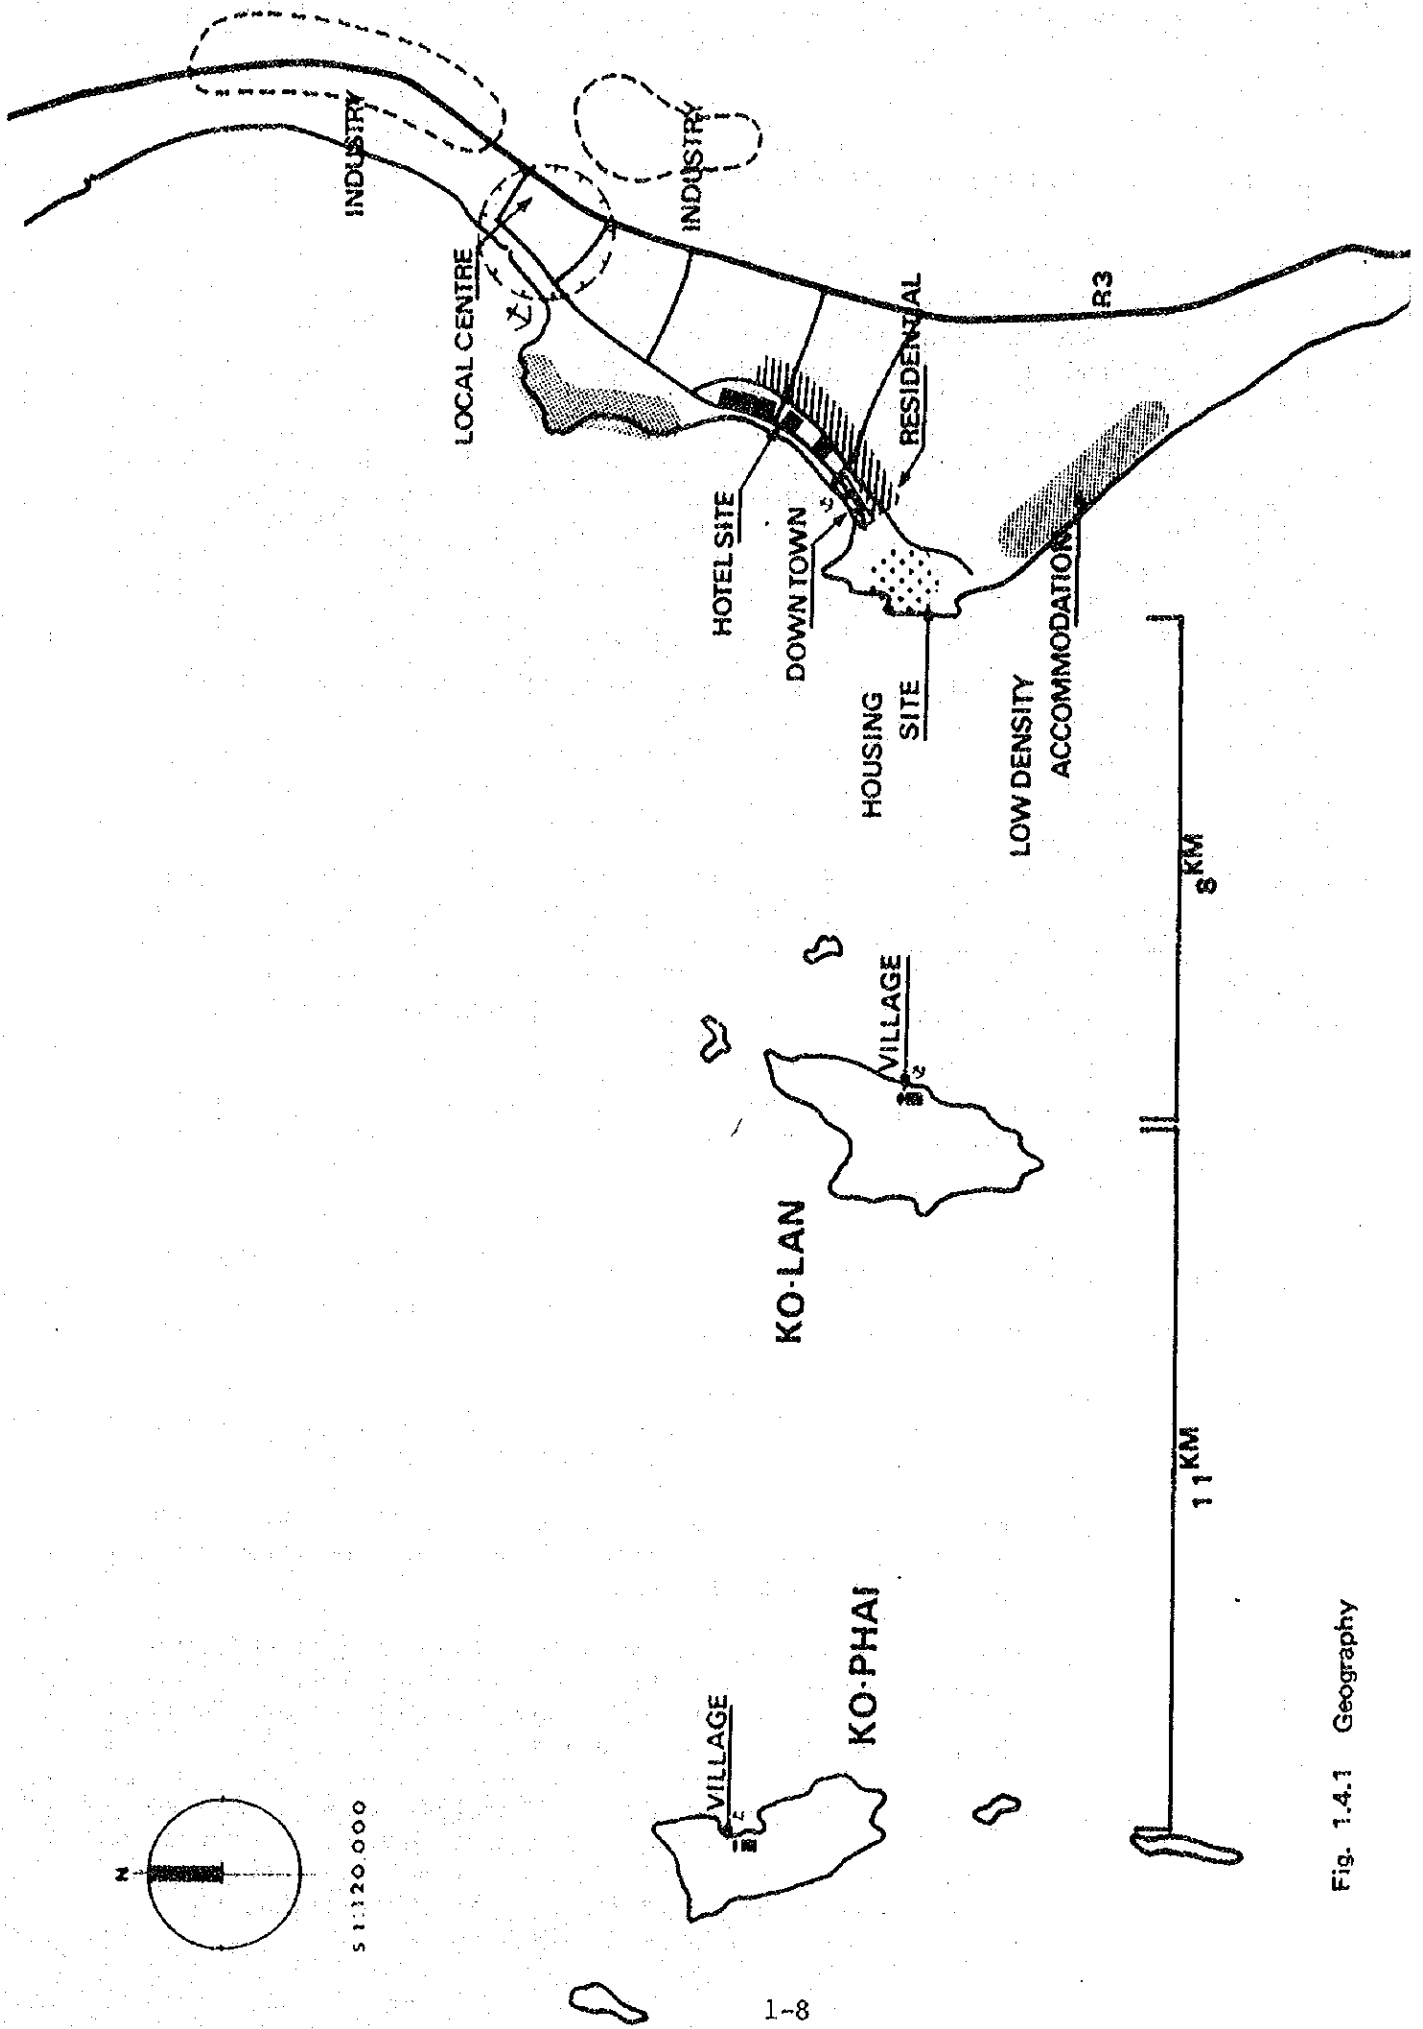 N
S 1:120.000
INDUSTRY
INDUSTRY
LOCAL CENTRE
HOTEL SITE
DOWN TOWN
RESIDENTIAL
R3
HOUSING
SITE
LOW DENSITY
ACCOMMODATION
VILLAGE
KO-LAN
VILLAGE
KO-PHAI
8 KM
11 KM
Fig. 1.4.1 Geography
1-8